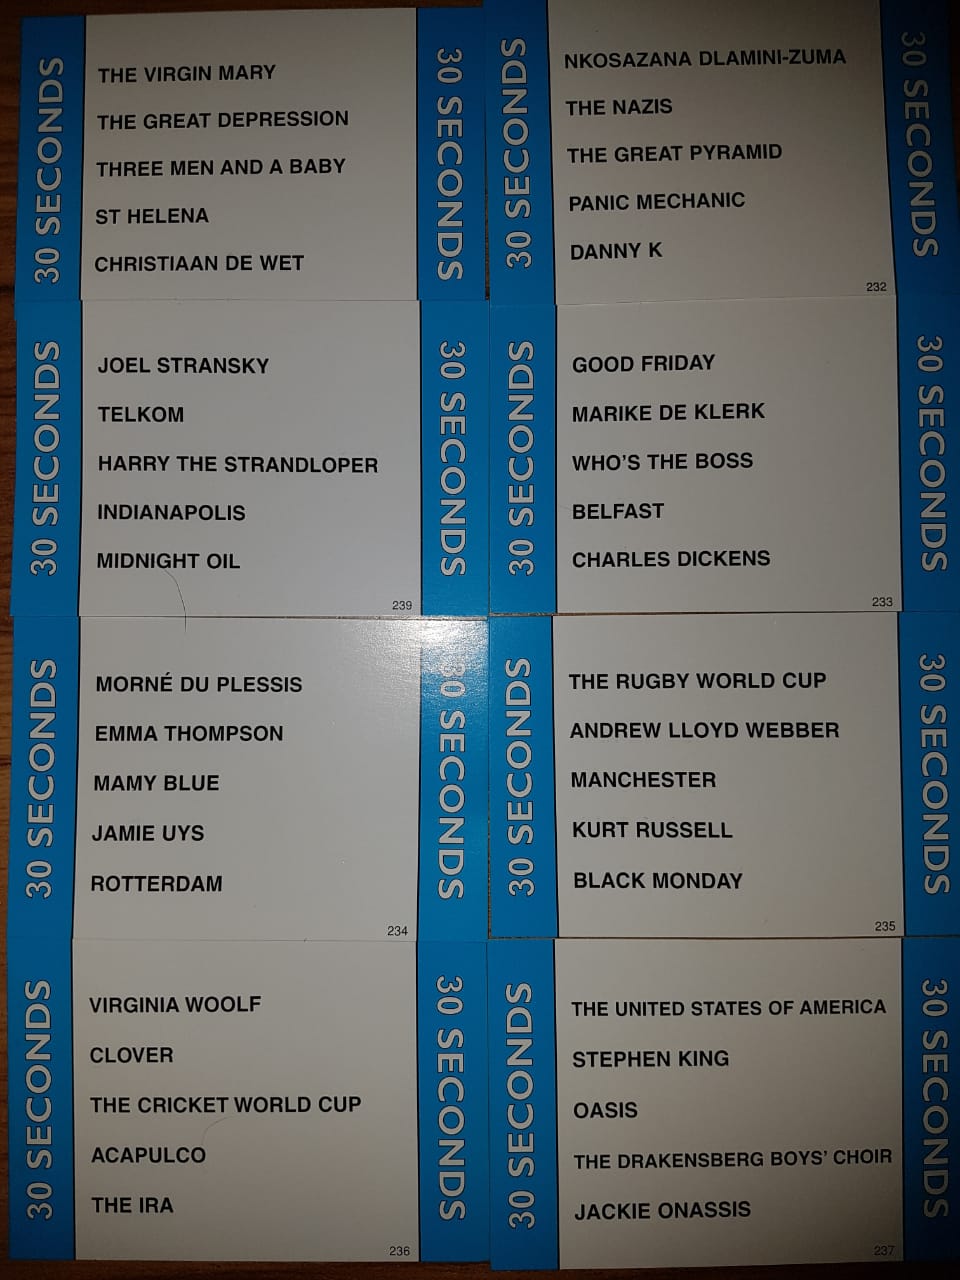 30 SECONDS
THE VIRGIN MARY
THE GREAT DEPRESSION
THREE MEN AND A BABY
ST HELENA
CHRISTIAAN DE WET
30 SECONDS
30 SECONDS
NKOSAZANA DLAMINI-ZUMA
THE NAZIS
THE GREAT PYRAMID
PANIC MECHANIC
DANNY K
232
30 SECONDS
30 SECONDS
JOEL STRANSKY
TELKOM
HARRY THE STRANDLOPER
INDIANAPOLIS
MIDNIGHT OIL
239
30 SECONDS
30 SECONDS
GOOD FRIDAY
MARIKE DE KLERK
WHO'S THE BOSS
BELFAST
CHARLES DICKENS
233
30 SECONDS
30 SECONDS
MORNÉ DU PLESSIS
EMMA THOMPSON
MAMY BLUE
JAMIE UYS
ROTTERDAM
234
30 SECONDS
30 SECONDS
THE RUGBY WORLD CUP
ANDREW LLOYD WEBBER
MANCHESTER
KURT RUSSELL
BLACK MONDAY
235
30 SECONDS
30 SECONDS
VIRGINIA WOOLF
CLOVER
THE CRICKET WORLD CUP
ACAPULCO
THE IRA
236
30 SECONDS
30 SECONDS
THE UNITED STATES OF AMERICA
STEPHEN KING
OASIS
THE DRAKENSBERG BOYS' CHOIR
JACKIE ONASSIS
237
30 SECONDS